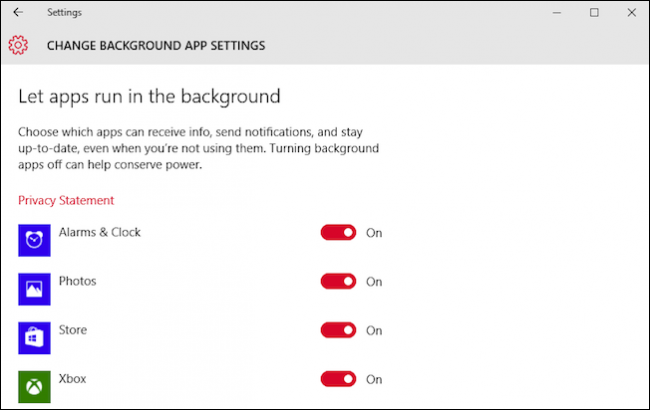 Settings
CHANGE BACKGROUND APP SETTINGS
Let apps run in the background
Choose which apps can receive info, send notifications, and stay
up-to-date, even when you're not using them. Turning background
apps off can help conserve power.
Privacy Statement
Alarms & Clock On
Photos On
Store On
Xbox On